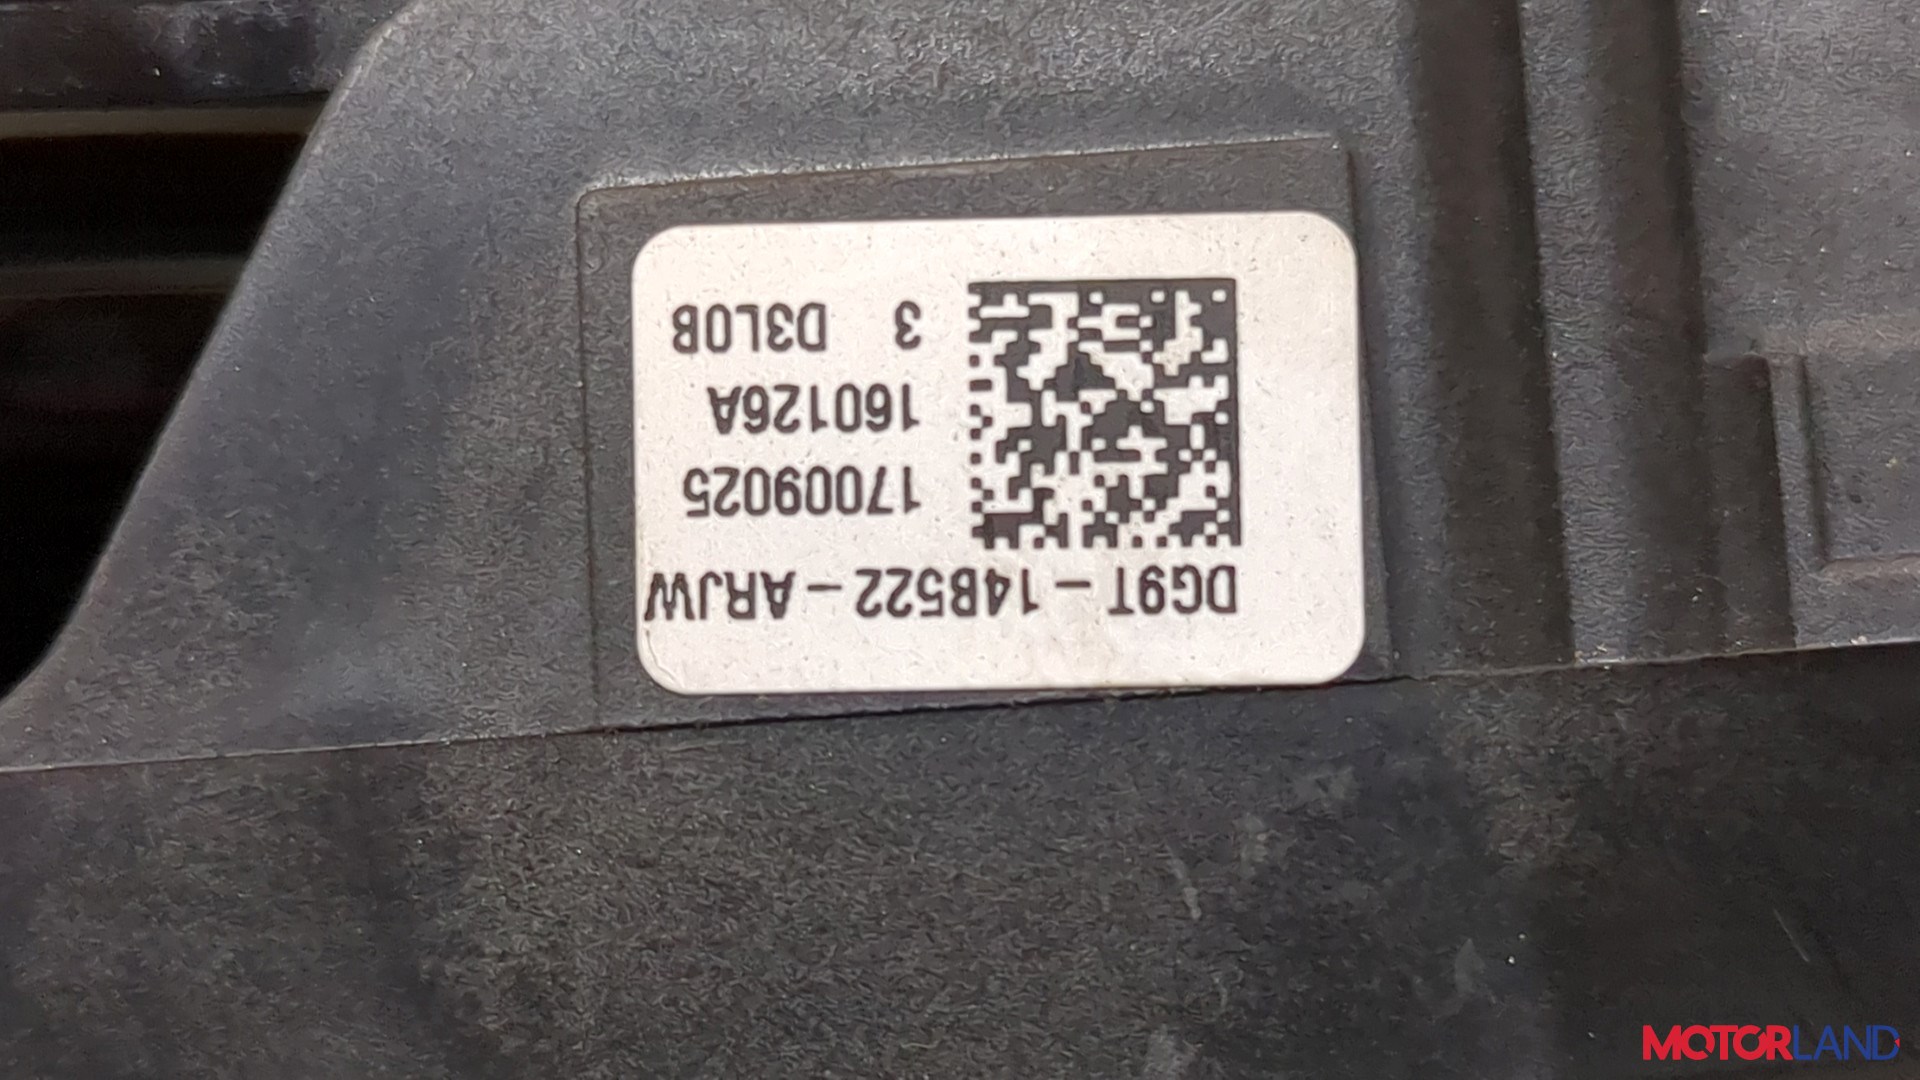 DG9T-14B522-ARJW
17009025
160126A
3 D3L0B
MOTORLAND